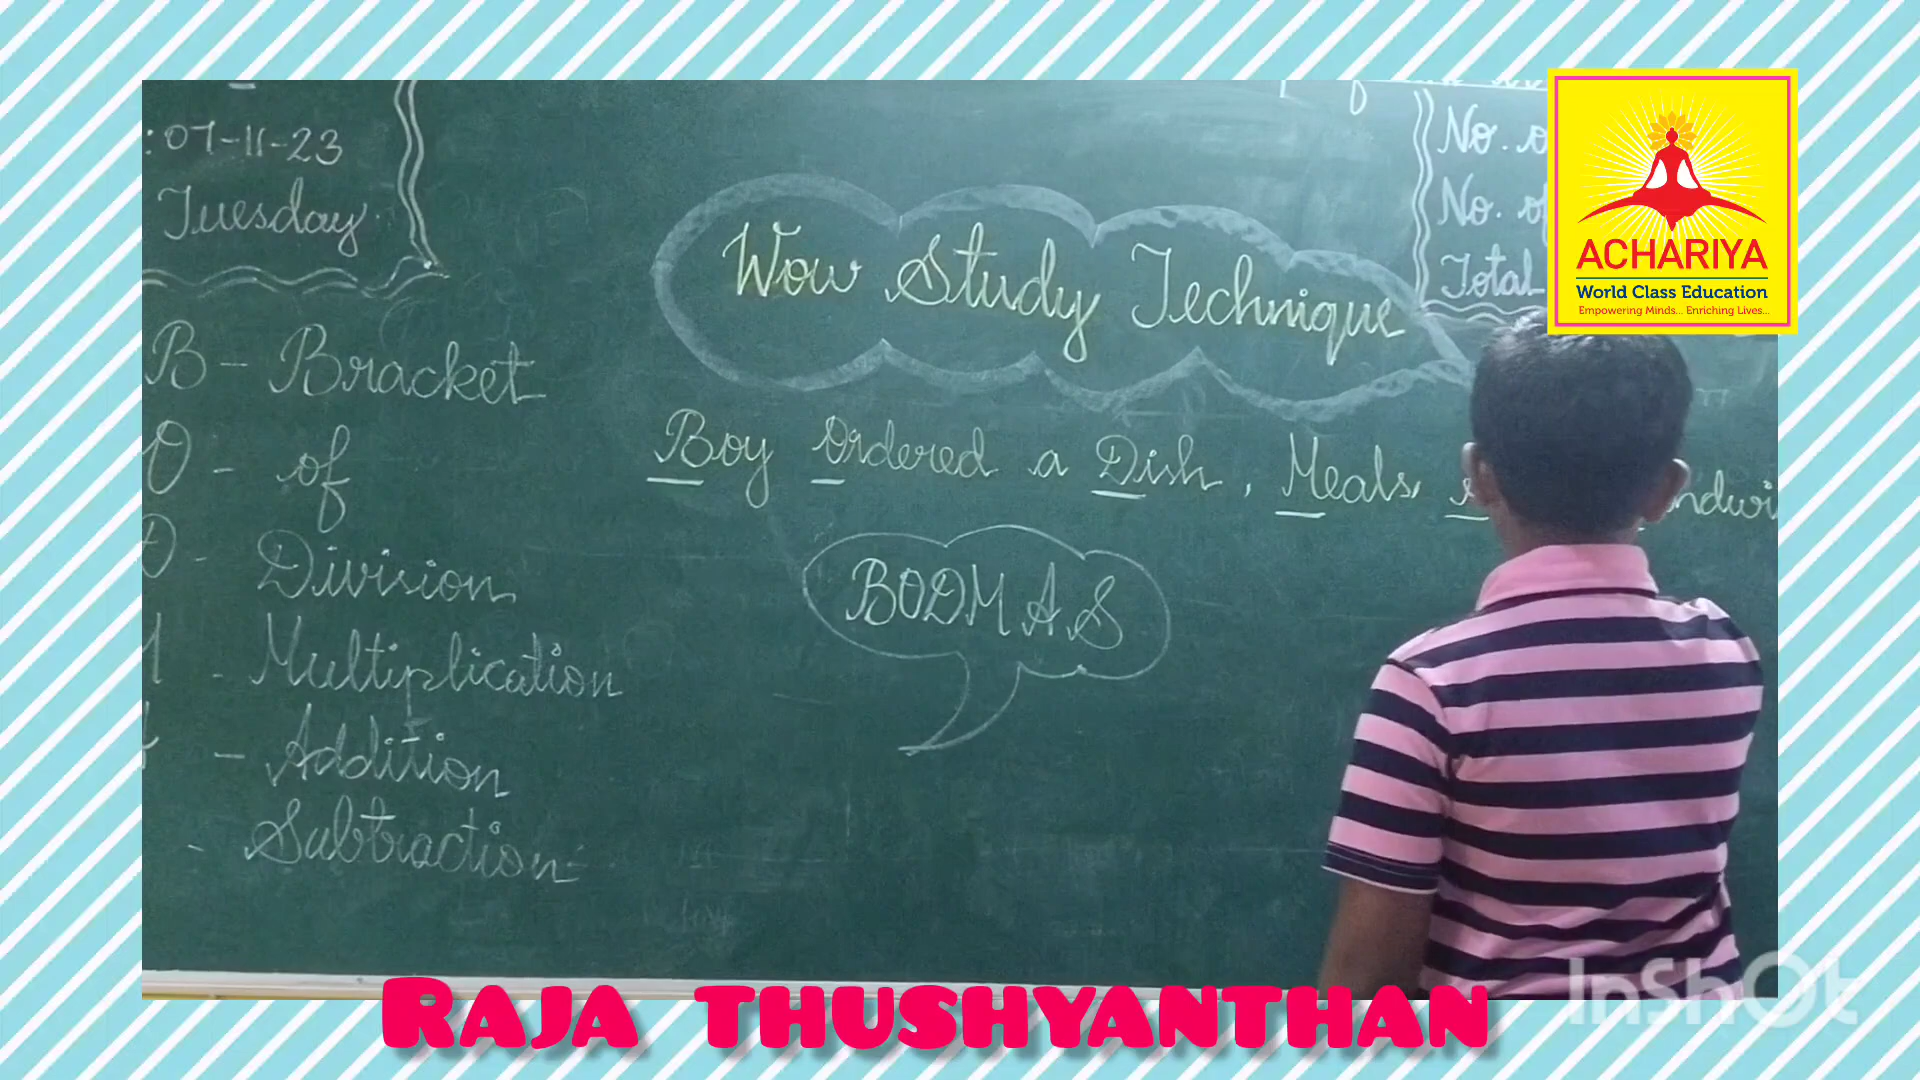 : 07-11-23
Tuesday
No. o
No. of
Total
ACHARIYA
World Class Education
Empowering Minds... Enriching Lives...
Wow Study Technique
B - Bracket
O - of
D - Division
M - Multiplication
- Addition
- Subtraction
Boy Ordered a Dish, Meals,
BODMAS
RAJA THUSHYANTHAN
InShOt